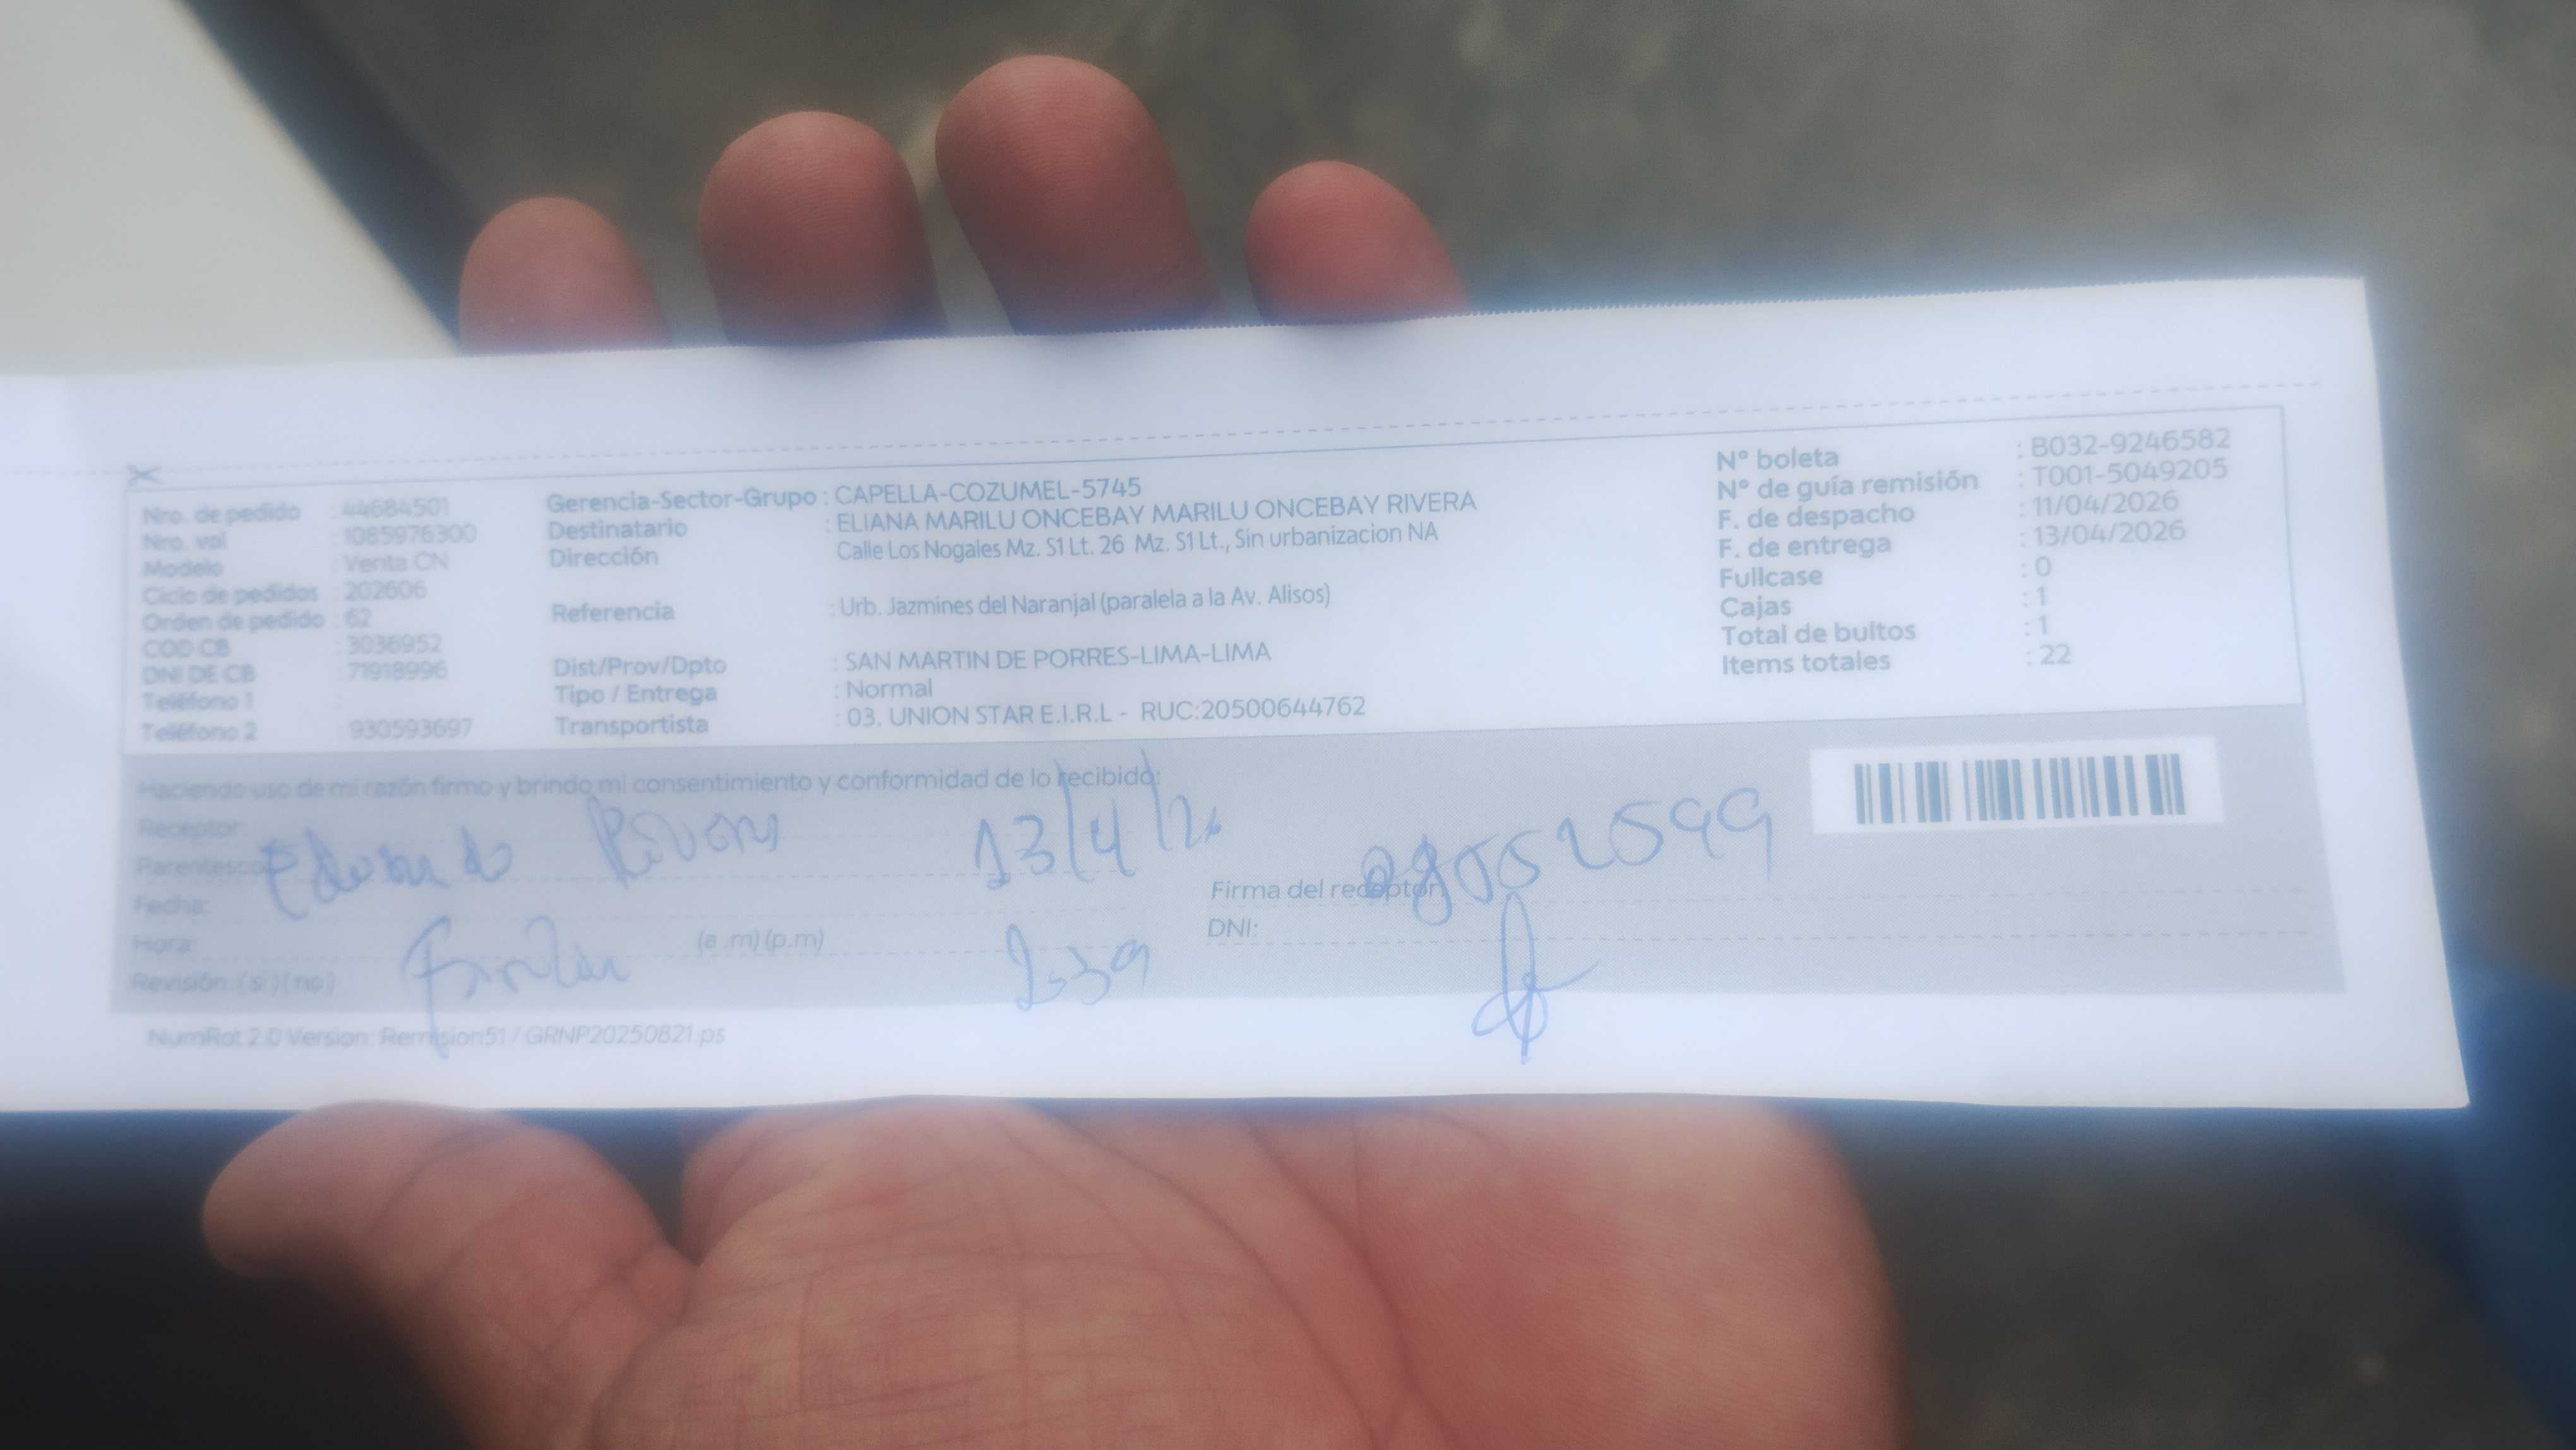 Nro. de pedido : 44684501
Nro. vol : 1085976300
Modelo : Venta CN
Ciclo de pedidos : 202606
Orden de pedido : 62
COD CB : 3036952
DNI DE CB : 71918996
Teléfono 1 :
Teléfono 2 : 930593697
Gerencia-Sector-Grupo : CAPELLA-COZUMEL-5745
Destinatario : ELIANA MARILU ONCEBAY MARILU ONCEBAY RIVERA
Dirección Calle Los Nogales Mz. S1 Lt. 26 Mz. S1 Lt., Sin urbanizacion NA
Referencia : Urb. Jazmines del Naranjal (paralela a la Av. Alisos)
Dist/Prov/Dpto : SAN MARTIN DE PORRES-LIMA-LIMA
Tipo / Entrega : Normal
Transportista : 03. UNION STAR E.I.R.L - RUC:20500644762
Nº boleta : B032-9246582
Nº de guía remisión : T001-5049205
F. de despacho : 11/04/2026
F. de entrega : 13/04/2026
Fullcase : 0
Cajas : 1
Total de bultos : 1
Items totales : 22
Haciendo uso de mi razón firmo y brindo mi consentimiento y conformidad de lo recibido:
Receptor:
Parentesco:
Fecha:
Hora: (a .m) (p.m)
Revisión: (si) (no)
Eduardo 13/4/26
2:39
Firma del receptor:
DNI:
NumRot 2.0 Version: Remision51 / GRNP20250821.ps